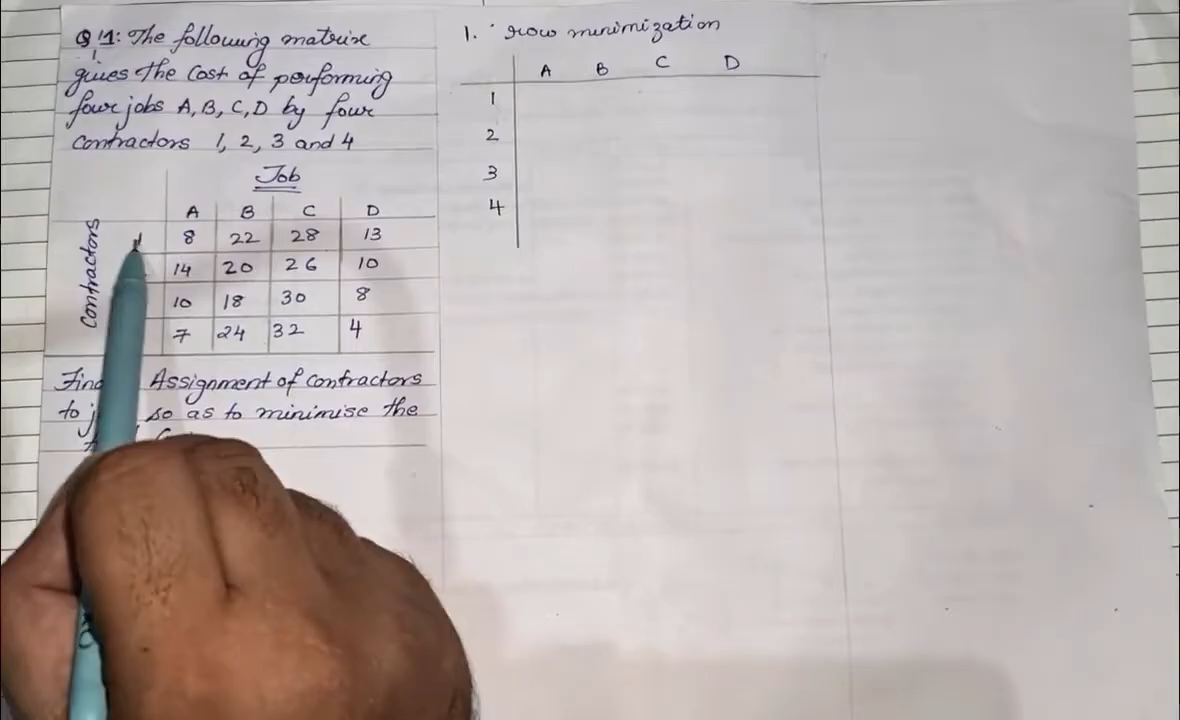 Q 1: The following matrix
gives the cost of performing
four jobs A, B, C, D by four
contractors 1, 2, 3 and 4
Job
A B C D
Contractors
1 8 22 28 13
14 20 26 10
10 18 30 8
7 24 32 4
Assignment of contractors
to so as to minimise the
1. row minimization
A B C D
1
2
3
4